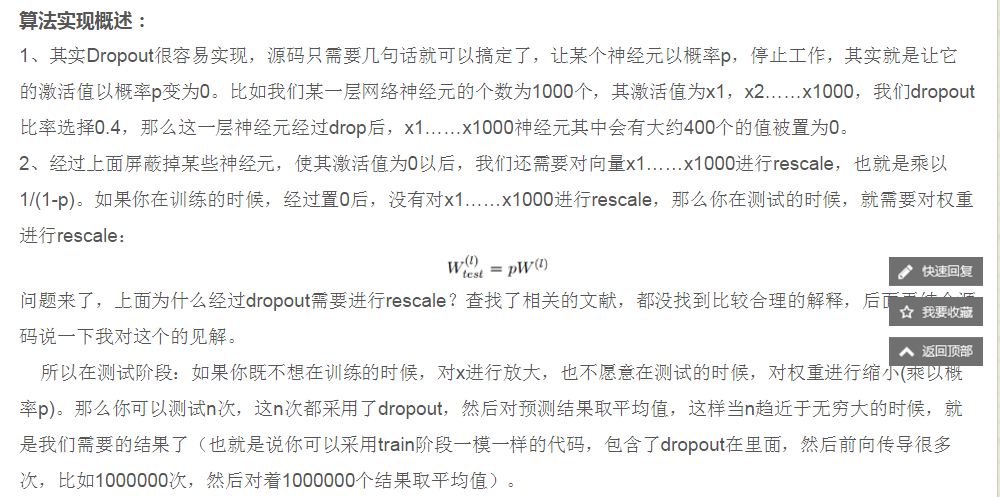 算法实现概述：
1、其实Dropout很容易实现，源码只需要几句话就可以搞定了，让某个神经元以概率p，停止工作，其实就是让它
的激活值以概率p变为0。比如我们某一层网络神经元的个数为1000个，其激活值为x1，x2……x1000，我们dropout
比率选择0.4，那么这一层神经元经过drop后，x1……x1000神经元其中会有大约400个的值被置为0。
2、经过上面屏蔽掉某些神经元，使其激活值为0以后，我们还需要对向量x1……x1000进行rescale，也就是乘以
1/(1-p)。如果你在训练的时候，经过置0后，没有对x1……x1000进行rescale，那么你在测试的时候，就需要对权重
进行rescale：
W_{test}^{(l)} = pW^{(l)}
快速回复
问题来了，上面为什么经过dropout需要进行rescale？查找了相关的文献，都没找到比较合理的解释，后面
我要收藏
码说一下我对这个的见解。
返回顶部
所以在测试阶段：如果你既不想在训练的时候，对x进行放大，也不愿意在测试的时候，对权重进行缩小(乘以概
率p)。那么你可以测试n次，这n次都采用了dropout，然后对预测结果取平均值，这样当n趋近于无穷大的时候，就
是我们需要的结果了（也就是说你可以采用train阶段一模一样的代码，包含了dropout在里面，然后前向传导很多
次，比如1000000次，然后对着1000000个结果取平均值）。